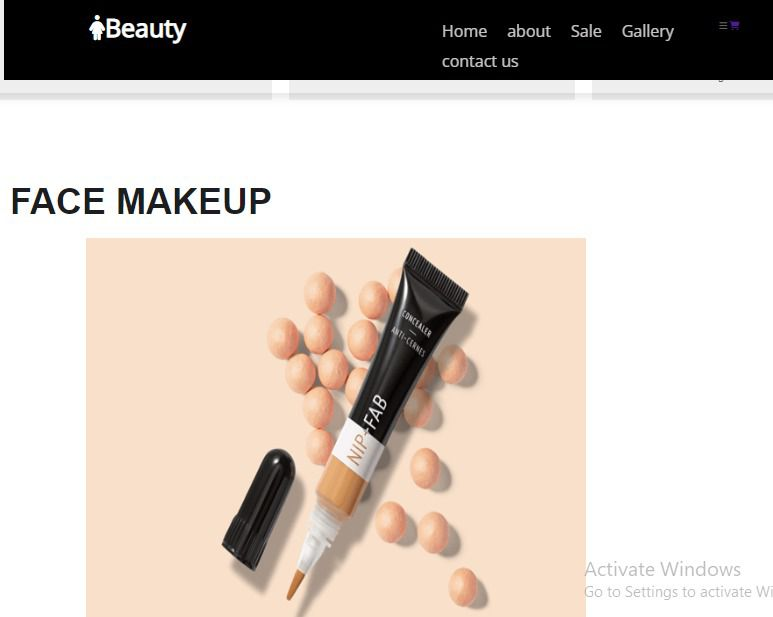 Beauty
Home about Sale Gallery
contact us
FACE MAKEUP
CONCEALER
ANTI-CERNES
NIP+FAB
Activate Windows
Go to Settings to activate Wi